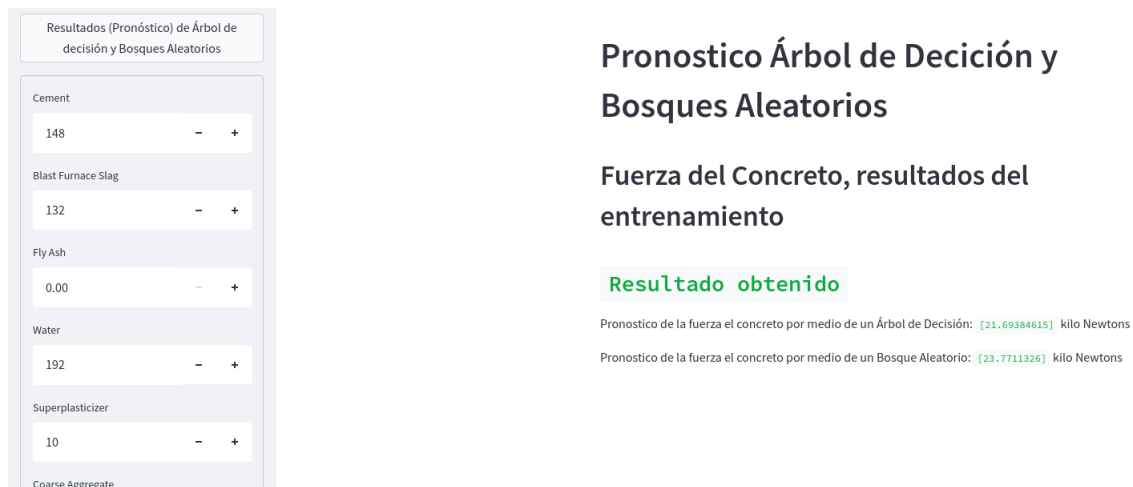 Resultados (Pronóstico) de Árbol de
decisión y Bosques Aleatorios
Cement
148
Blast Furnace Slag
132
Fly Ash
0.00
Water
192
Superplasticizer
10
Coarse Aggregate
Pronostico Árbol de Decición y
Bosques Aleatorios
Fuerza del Concreto, resultados del
entrenamiento
Resultado obtenido
Pronostico de la fuerza el concreto por medio de un Árbol de Decisión: [21.69384615] kilo Newtons
Pronostico de la fuerza el concreto por medio de un Bosque Aleatorio: [23.7711326] kilo Newtons